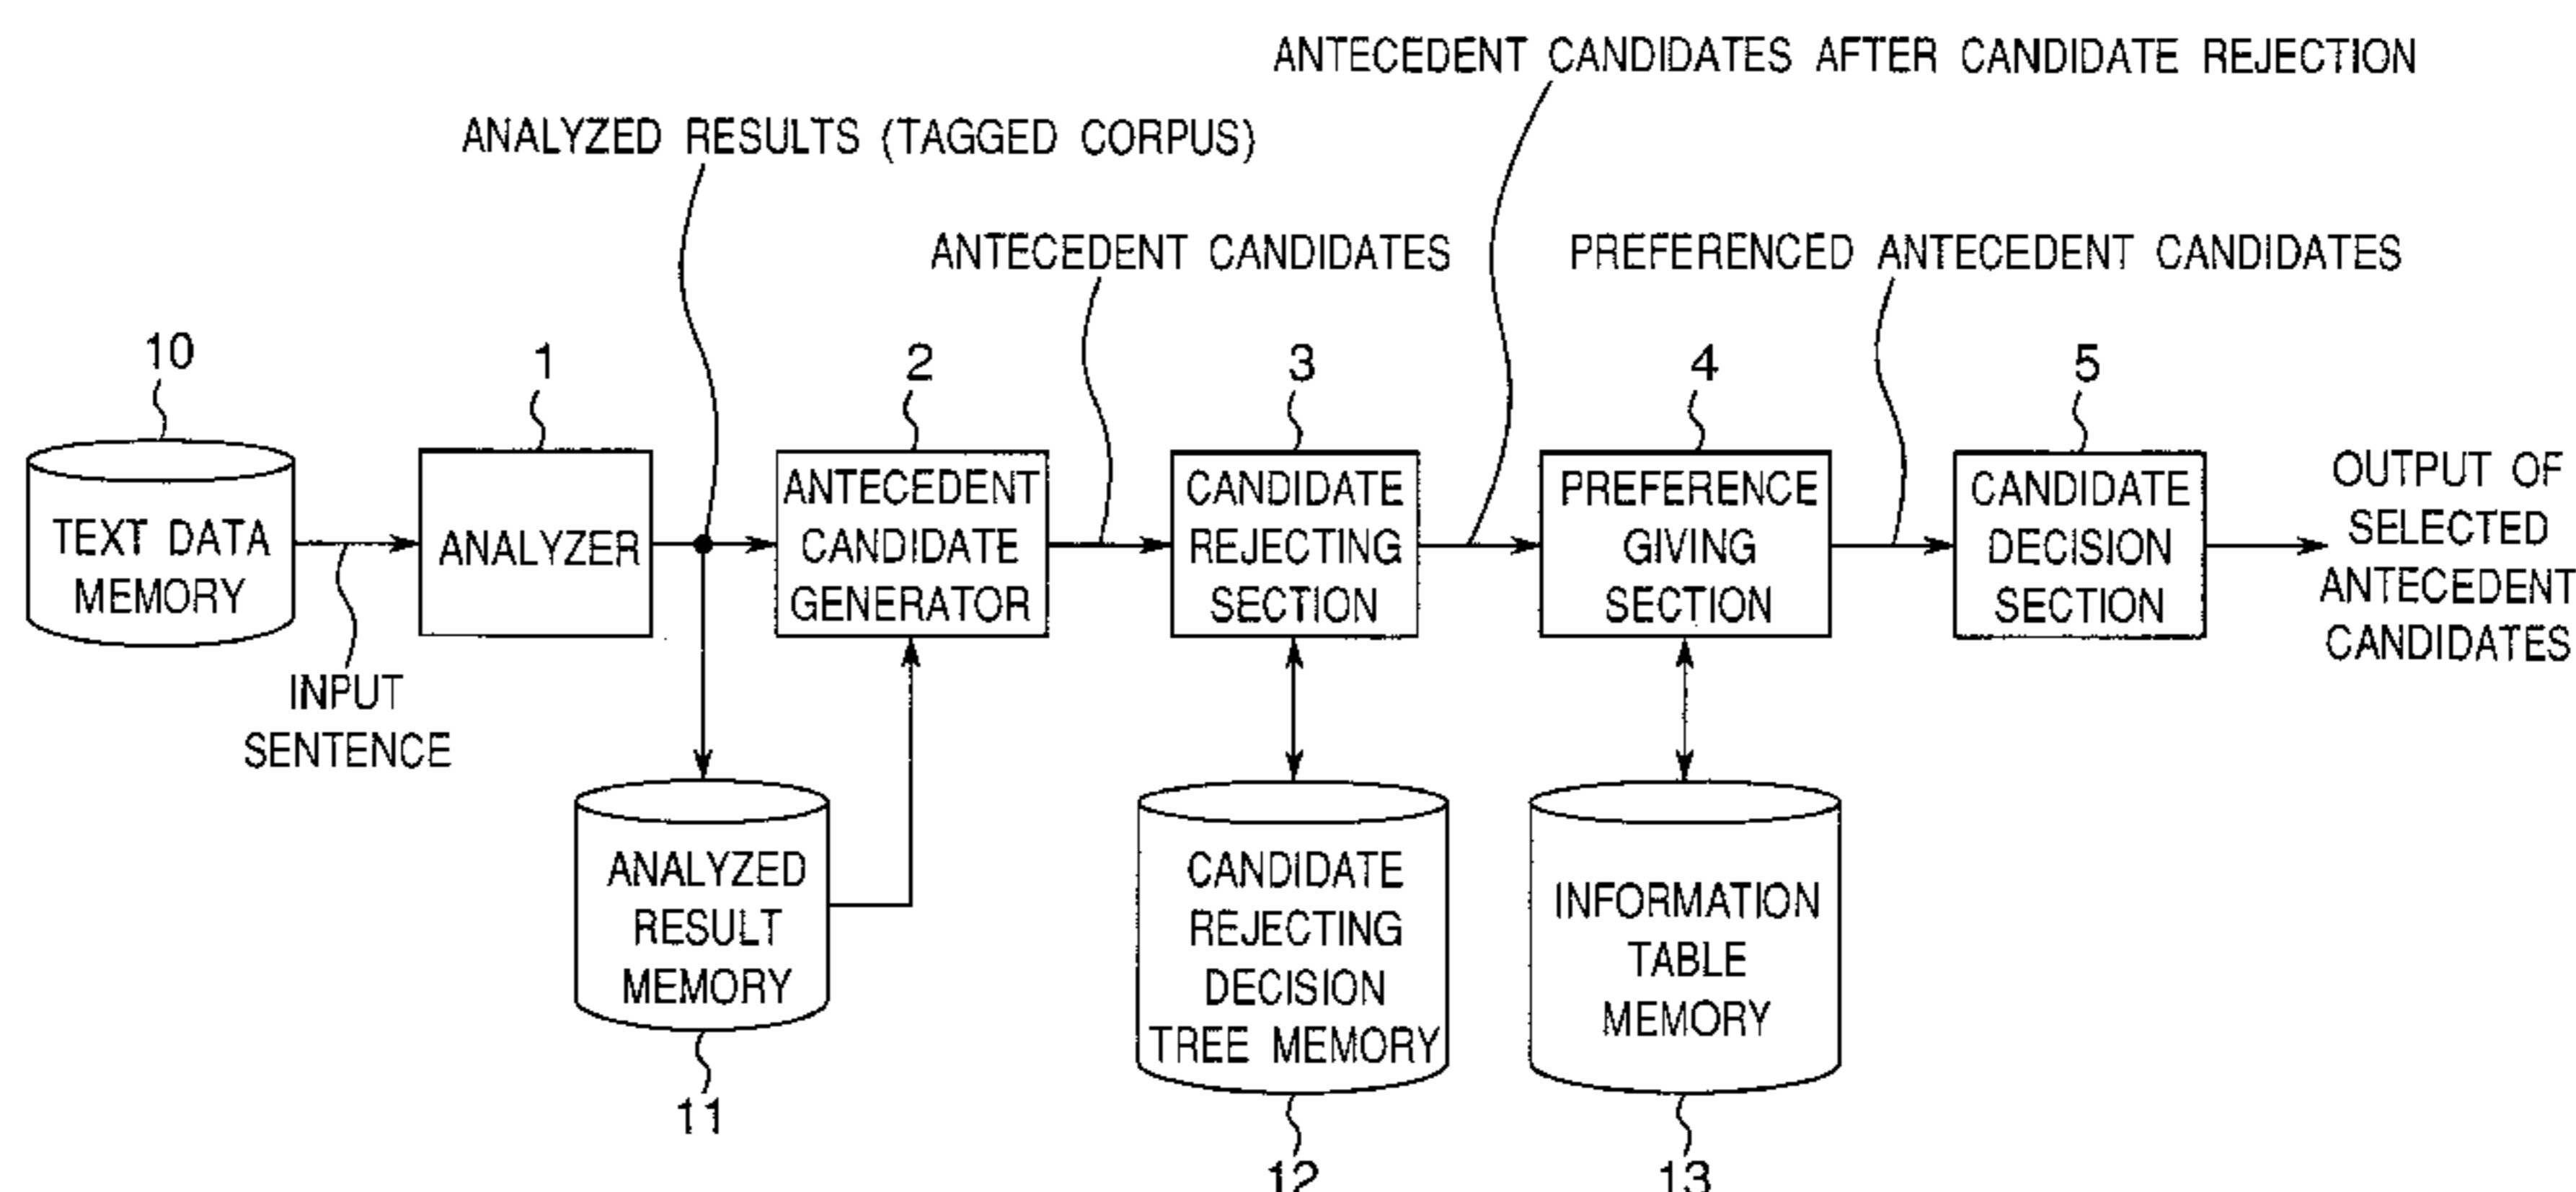 ANTECEDENT CANDIDATES AFTER CANDIDATE REJECTION
ANALYZED RESULTS (TAGGED CORPUS)
ANTECEDENT CANDIDATES
PREFERENCED ANTECEDENT CANDIDATES
10
TEXT DATA
MEMORY
INPUT
SENTENCE
1
ANALYZER
2
ANTECEDENT
CANDIDATE
GENERATOR
3
CANDIDATE
REJECTING
SECTION
4
PREFERENCE
GIVING
SECTION
5
CANDIDATE
DECISION
SECTION
OUTPUT OF
SELECTED
ANTECEDENT
CANDIDATES
ANALYZED
RESULT
MEMORY
11
CANDIDATE
REJECTING
DECISION
TREE MEMORY
12
INFORMATION
TABLE
MEMORY
13